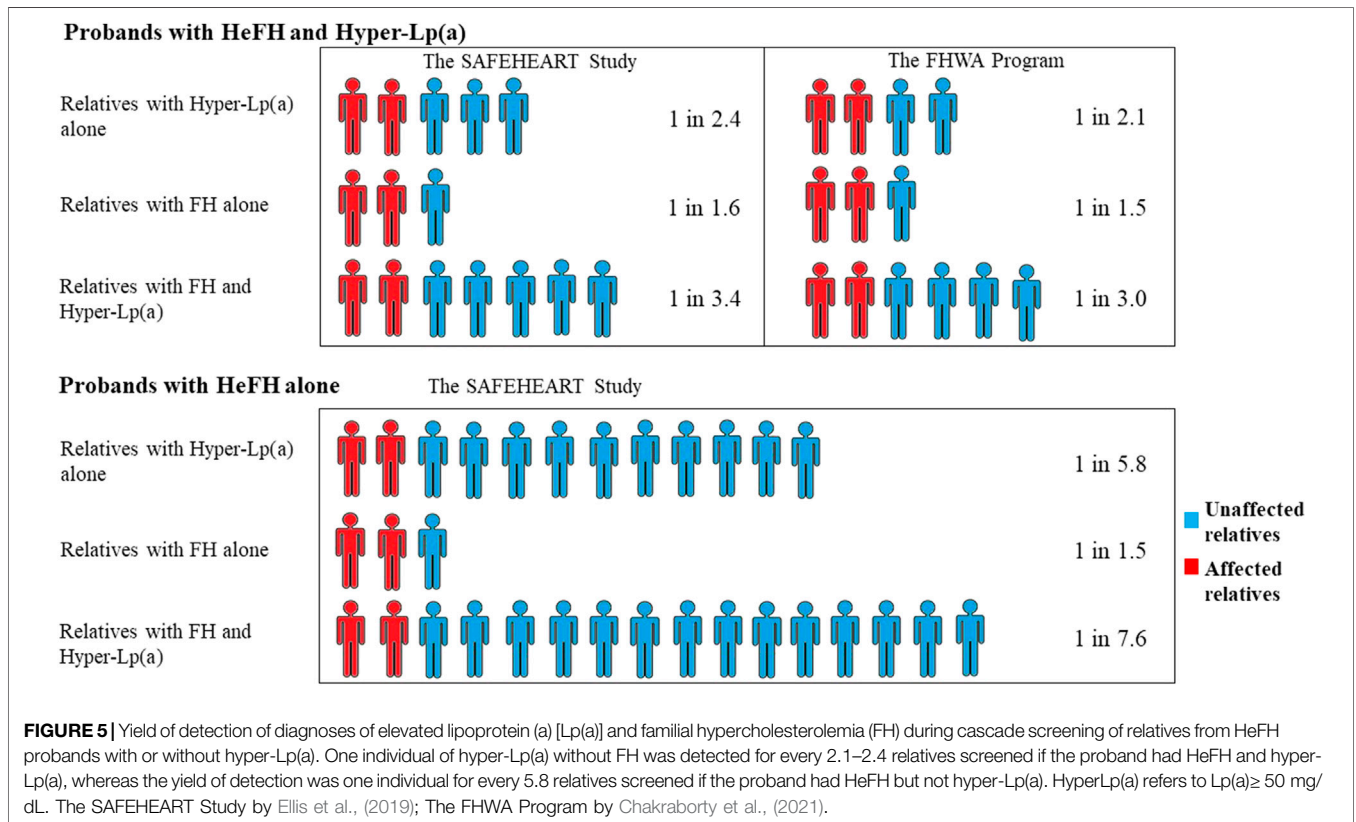 Probands with HeFH and Hyper-Lp(a)
The SAFEHEART Study
The FHWA Program
Relatives with Hyper-Lp(a)
alone
1 in 2.4
1 in 2.1
Relatives with FH alone
1 in 1.6
1 in 1.5
Relatives with FH and
Hyper-Lp(a)
1 in 3.4
1 in 3.0
Probands with HeFH alone
The SAFEHEART Study
Relatives with Hyper-Lp(a)
alone
1 in 5.8
Relatives with FH alone
1 in 1.5
Relatives with FH and
Hyper-Lp(a)
1 in 7.6
Unaffected
relatives
Affected
relatives
FIGURE 5 | Yield of detection of diagnoses of elevated lipoprotein (a) [Lp(a)] and familial hypercholesterolemia (FH) during cascade screening of relatives from HeFH
probands with or without hyper-Lp(a). One individual of hyper-Lp(a) without FH was detected for every 2.1–2.4 relatives screened if the proband had HeFH and hyper-
Lp(a), whereas the yield of detection was one individual for every 5.8 relatives screened if the proband had HeFH but not hyper-Lp(a). HyperLp(a) refers to Lp(a)≥ 50 mg/
dL. The SAFEHEART Study by Ellis et al., (2019); The FHWA Program by Chakraborty et al., (2021).